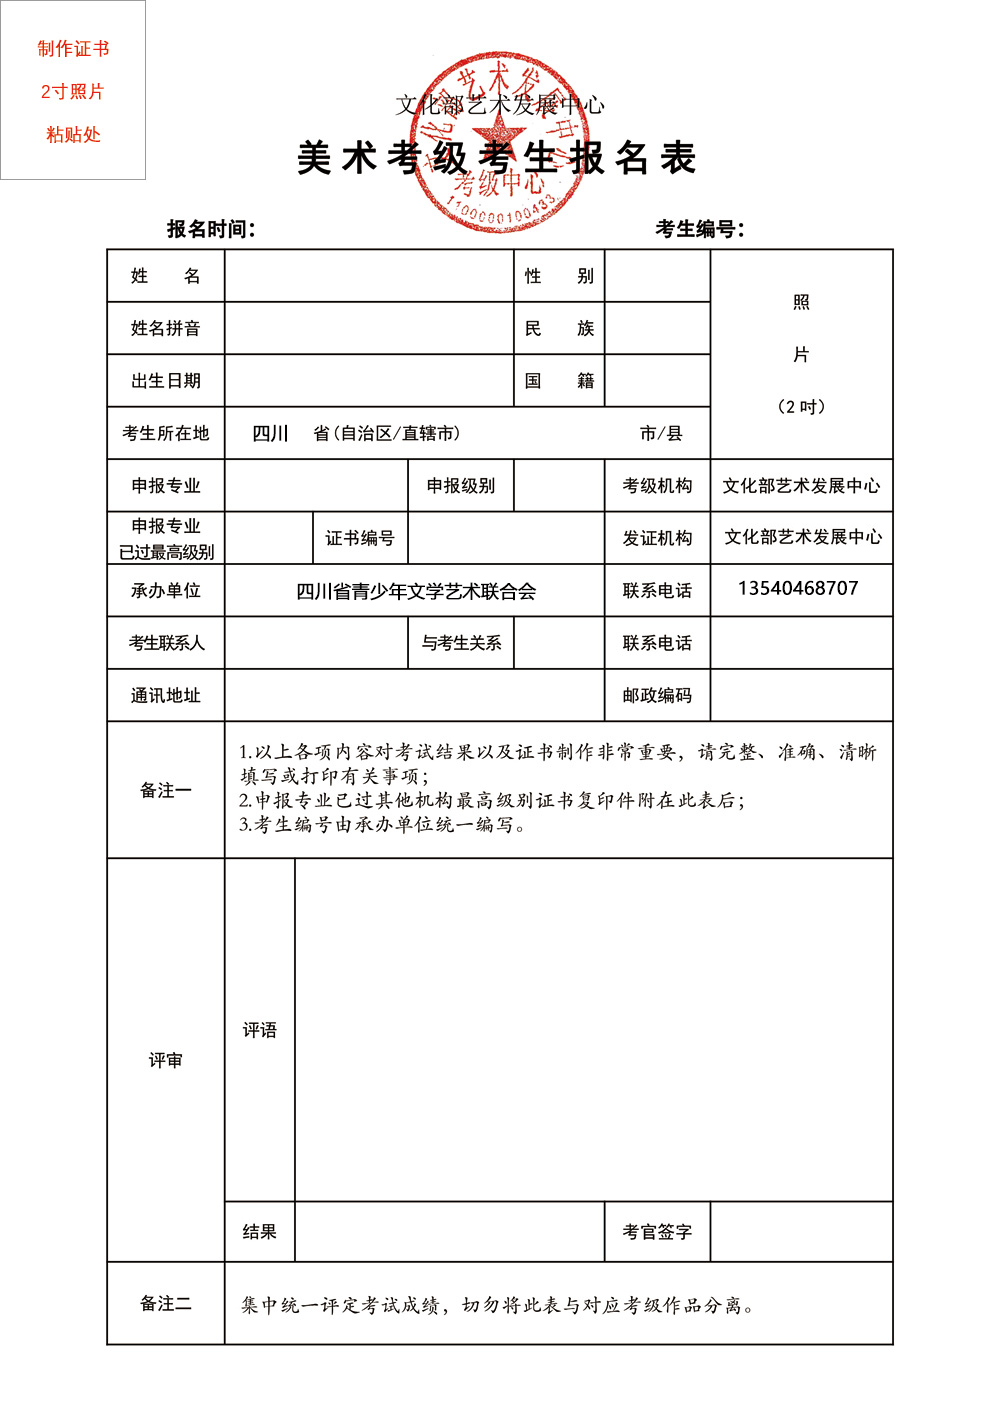 制作证书
2寸照片
粘贴处
文化部艺术发展中心
美术考级考生报名表
文化部艺术发展中心
考级中心
1100000100433
报名时间： 考生编号：
姓 名 性 别
照
片
（2 吋）
姓名拼音 民 族
出生日期 国 籍
考生所在地 四川 省(自治区/直辖市) 市/县
申报专业 申报级别 考级机构 文化部艺术发展中心
申报专业
已过最高级别 证书编号 发证机构 文化部艺术发展中心
承办单位 四川省青少年文学艺术联合会 联系电话 13540468707
考生联系人 与考生关系 联系电话
通讯地址 邮政编码
备注一
1.以上各项内容对考试结果以及证书制作非常重要，请完整、准确、清晰
填写或打印有关事项；
2.申报专业已过其他机构最高级别证书复印件附在此表后；
3.考生编号由承办单位统一编写。
评审
评语
结果 考官签字
备注二 集中统一评定考试成绩，切勿将此表与对应考级作品分离。